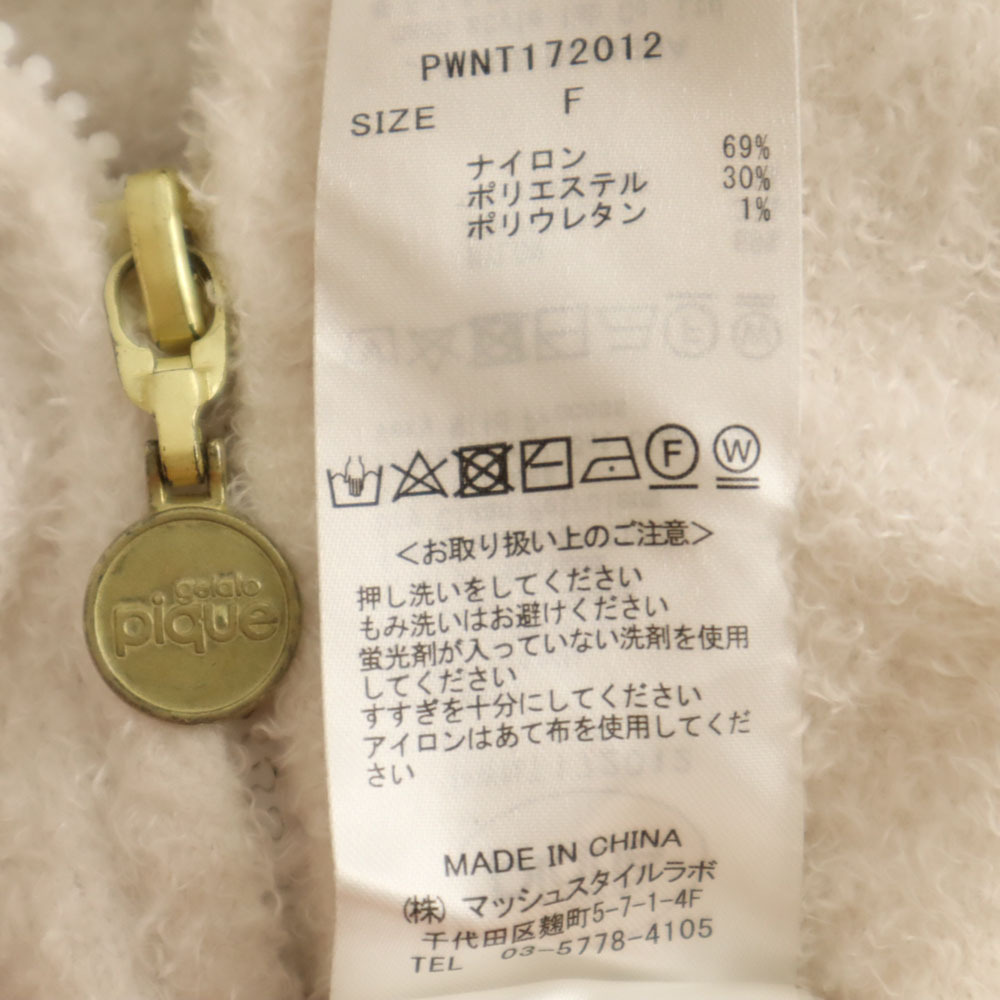 PWNT172012
SIZE F
ナイロン 69%
ポリエステル 30%
ポリウレタン 1%
F W
<お取り扱い上のご注意>
押し洗いをしてください
もみ洗いはお避けください
蛍光剤が入っていない洗剤を使用
してください
すすぎを十分にしてください
アイロンはあて布を使用してくだ
さい
MADE IN CHINA
(株) マッシュスタイルラボ
千代田区麹町5-7-1-4F
TEL 03-5778-4105
gelato
pique